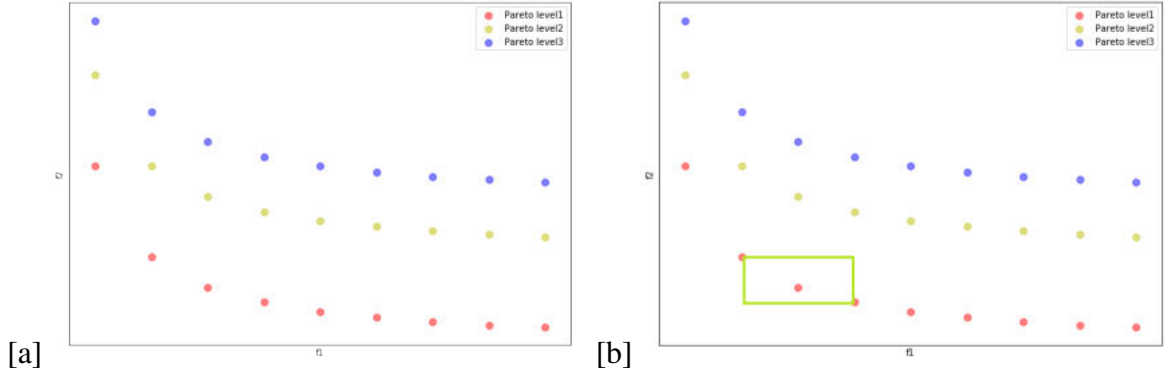 Pareto level1
Pareto level2
Pareto level3
f2
f1
[a]
Pareto level1
Pareto level2
Pareto level3
f2
f1
[b]